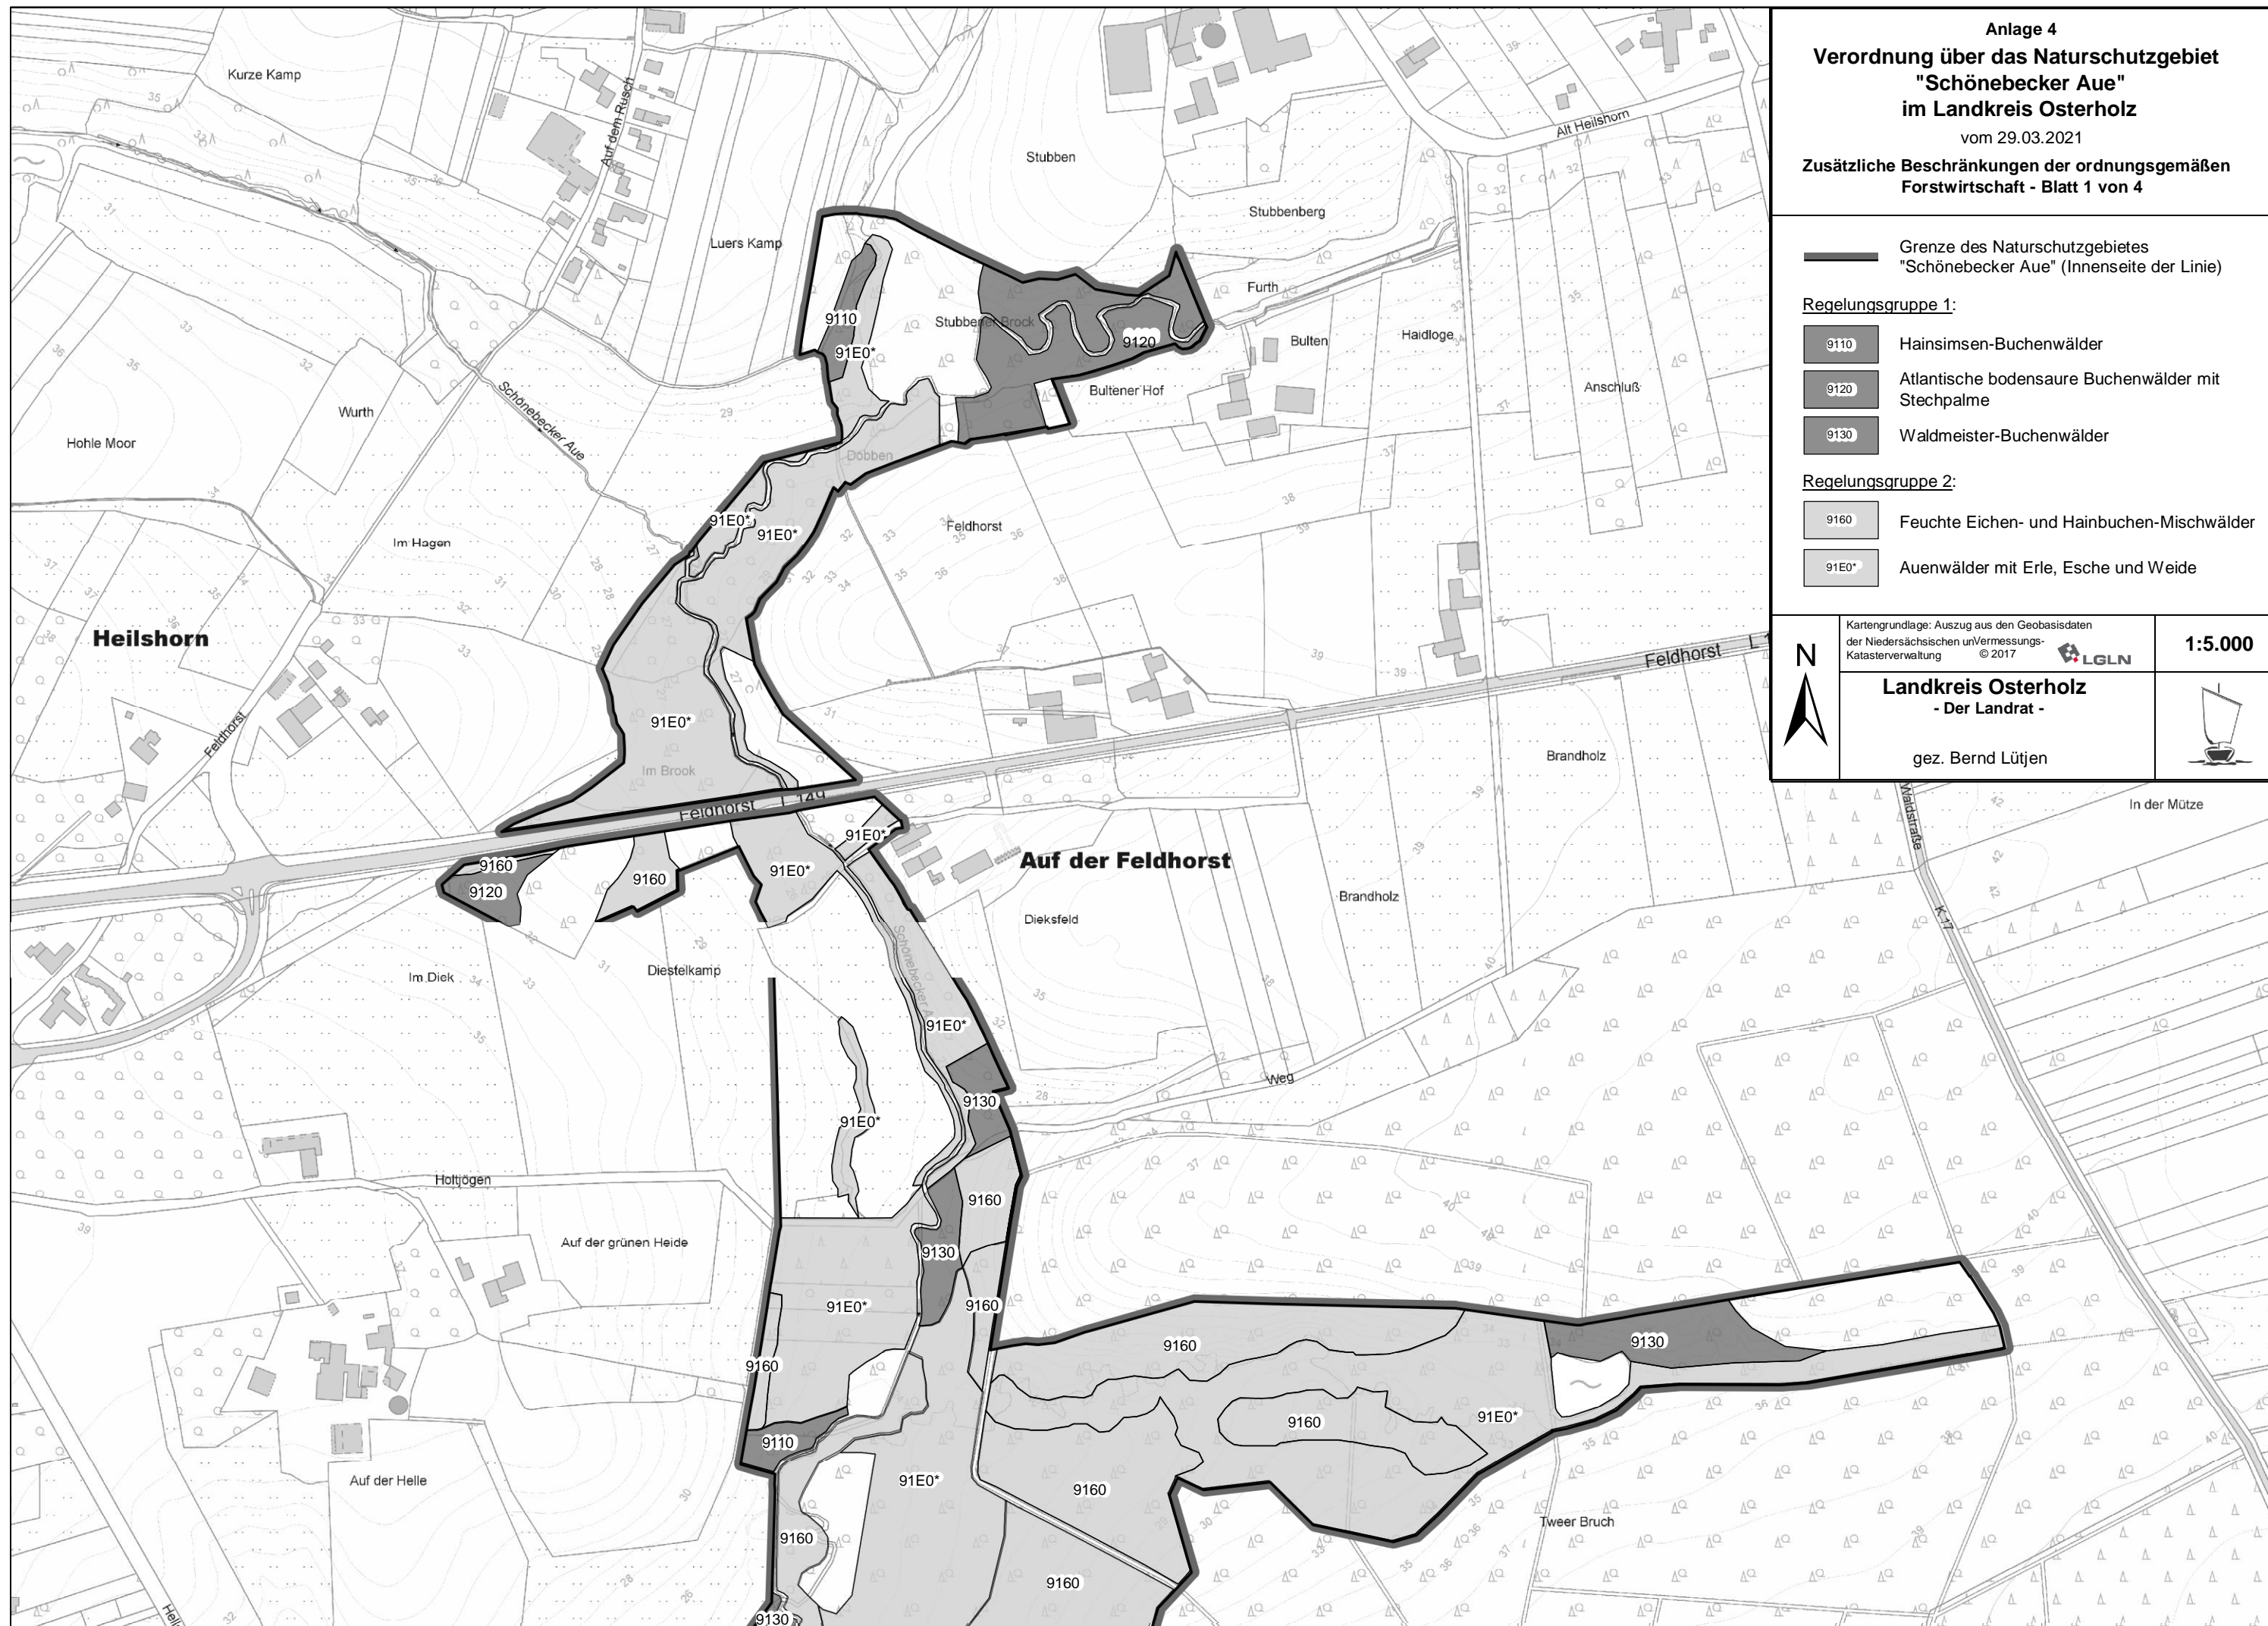 Anlage 4
Verordnung über das Naturschutzgebiet
"Schönebecker Aue"
im Landkreis Osterholz
vom 29.03.2021
Zusätzliche Beschränkungen der ordnungsgemäßen
Forstwirtschaft - Blatt 1 von 4
Grenze des Naturschutzgebietes
"Schönebecker Aue" (Innenseite der Linie)
Regelungsgruppe 1:
9110 Hainsimsen-Buchenwälder
9120 Atlantische bodensaure Buchenwälder mit
Stechpalme
9130 Waldmeister-Buchenwälder
Regelungsgruppe 2:
9160 Feuchte Eichen- und Hainbuchen-Mischwälder
91E0* Auenwälder mit Erle, Esche und Weide
N
Kartengrundlage: Auszug aus den Geobasisdaten
der Niedersächsischen unVermessungs-
Katasterverwaltung © 2017
LGLN
1:5.000
Landkreis Osterholz
- Der Landrat -
gez. Bernd Lütjen
Kurze Kamp
Auf dem Rusch
Stubben
Alt Heilshorn
Stubbenberg
Luers Kamp
Furth
9110
Stubbener Brock
9120
Bulten
Haidloge
91E0*
Bultener Hof
Anschluß
Wurth
Schönebecker Aue
Hohle Moor
Dobben
91E0*
91E0*
Feldhorst
Im Hagen
Heilshorn
Feldhorst
Feldhorst
91E0*
Im Brook
Brandholz
In der Mütze
Waldstraße
Feldhorst L 149
91E0*
9160
9120
9160
91E0*
Auf der Feldhorst
Brandholz
K 17
Dieksfeld
Im Diek
Diestelkamp
Schönebecker
91E0*
Weg
9130
91E0*
Holtjögen
9160
Auf der grünen Heide
9130
91E0*
9160
9160
9130
9160
9160
91E0*
9110
Auf der Helle
91E0*
9160
9160
Tweer Bruch
9160
9130